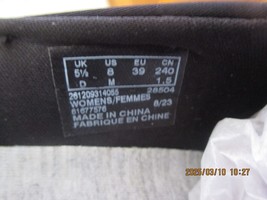 UK US EU CN
5½ 8 39 240
D M 1.5
261209314055 28504
WOMENS/FEMMES
61677576 8/23
MADE IN CHINA
FABRIQUE EN CHINE
2025/03/10 10:27